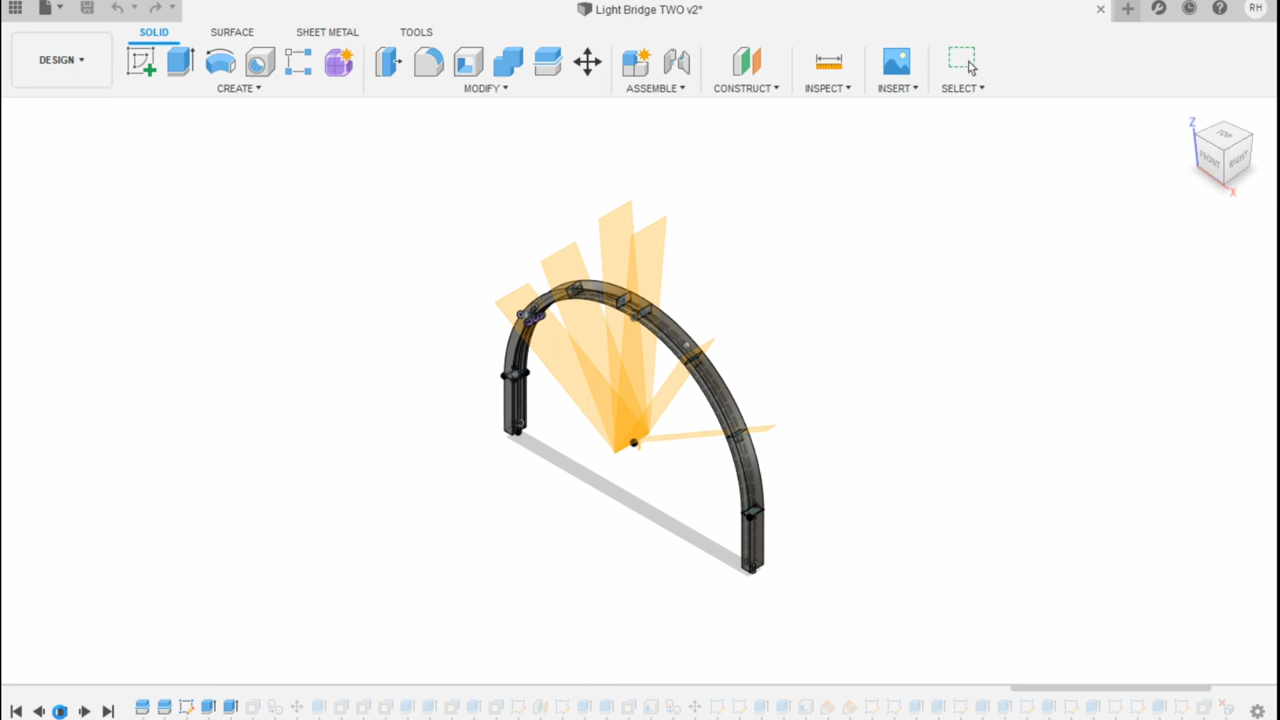 Light Bridge TWO v2*
RH
SOLID
SURFACE
SHEET METAL
TOOLS
DESIGN
CREATE
MODIFY
ASSEMBLE
CONSTRUCT
INSPECT
INSERT
SELECT
Z
TOP
FRONT
RIGHT
X